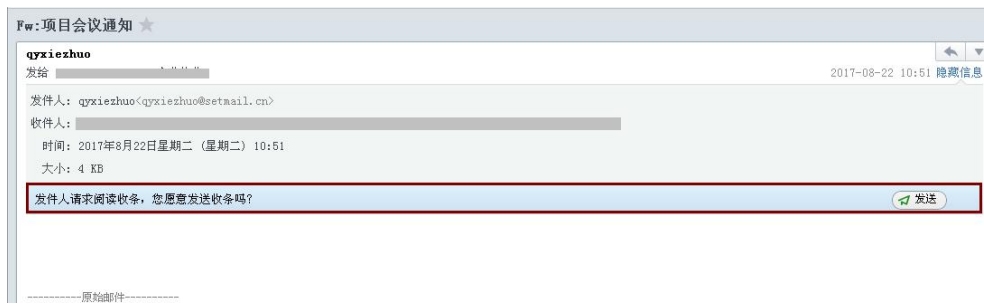 Fw:项目会议通知
qyxiezhuo
发给
2017-08-22 10:51 隐藏信息
发件人: qyxiezhuo<qyxiezhuo@setmail.cn>
收件人:
时间: 2017年8月22日星期二 (星期二) 10:51
大小: 4 KB
发件人请求阅读收条，您愿意发送收条吗?
发送
----------原始邮件----------